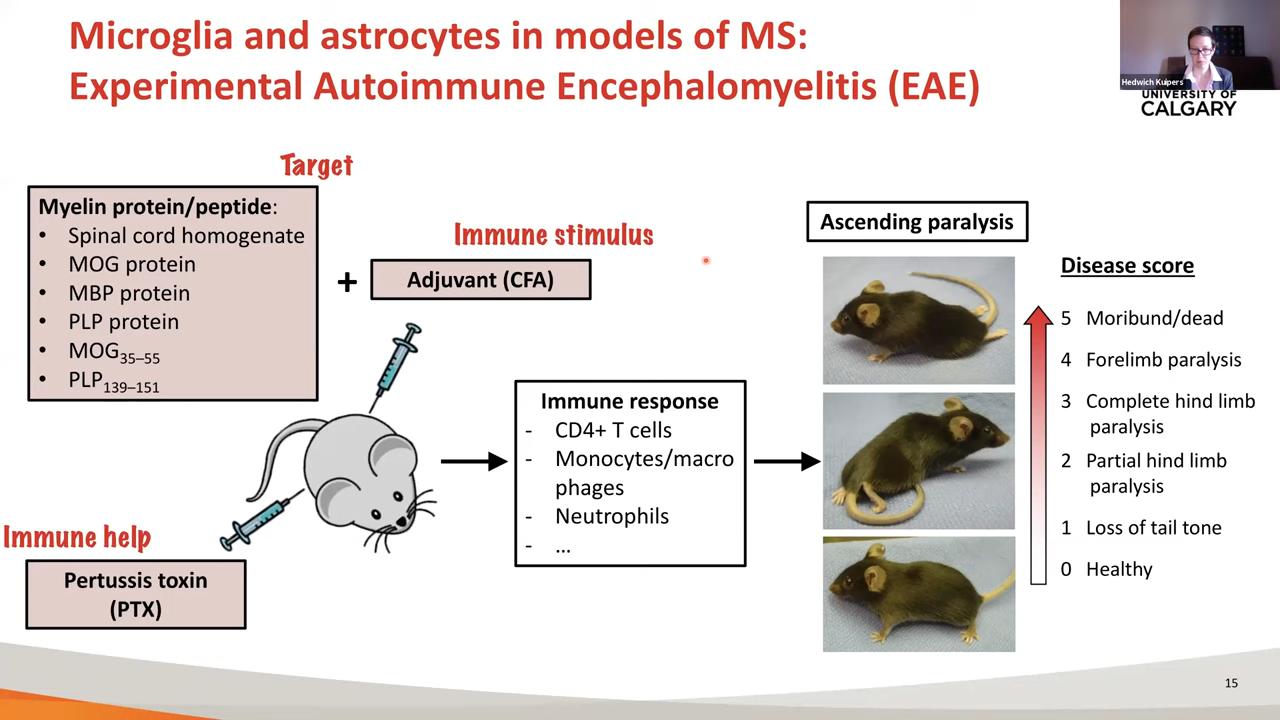 Microglia and astrocytes in models of MS:
Experimental Autoimmune Encephalomyelitis (EAE)
Hedwich Kuipers
UNIVERSITY OF
CALGARY
Target
Myelin protein/peptide:
• Spinal cord homogenate
• MOG protein
• MBP protein
• PLP protein
• MOG35–55
• PLP139–151
+
Immune stimulus
Adjuvant (CFA)
Immune help
Pertussis toxin
(PTX)
Immune response
- CD4+ T cells
- Monocytes/macro
phages
- Neutrophils
- ...
Ascending paralysis
Disease score
5 Moribund/dead
4 Forelimb paralysis
3 Complete hind limb
paralysis
2 Partial hind limb
paralysis
1 Loss of tail tone
0 Healthy
15